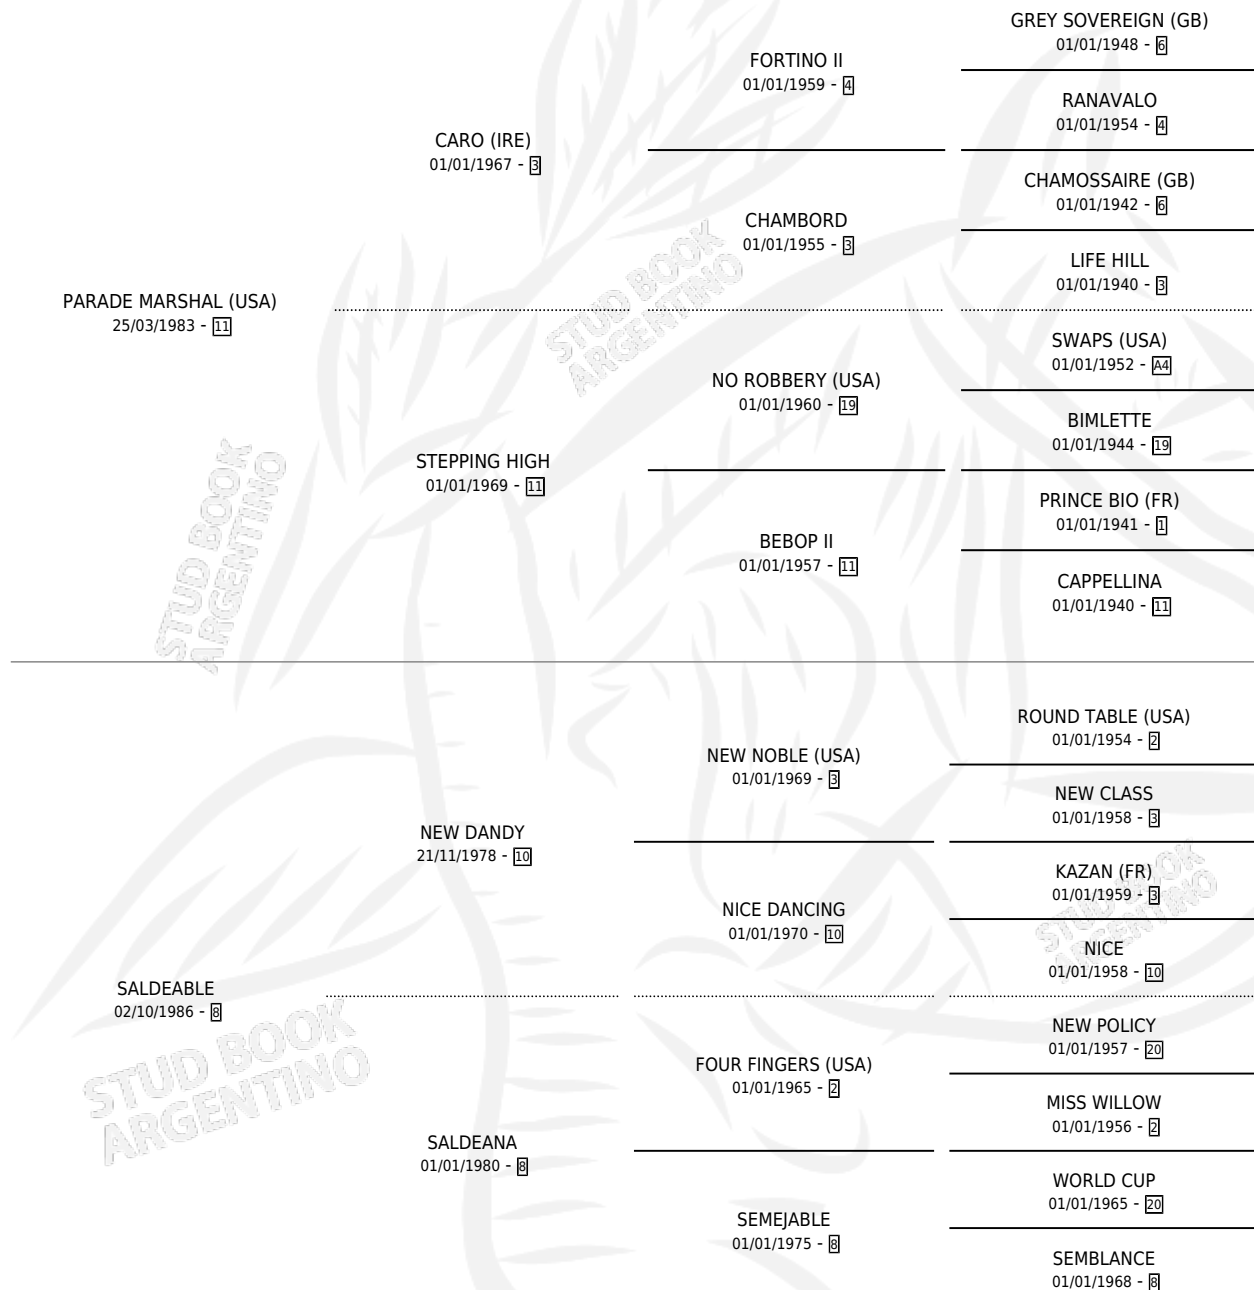 GREY SOVEREIGN (GB)
01/01/1948 - 6
FORTINO II
01/01/1959 - 4
RANAVALO
01/01/1954 - 4
CARO (IRE)
01/01/1967 - 3
CHAMOSSAIRE (GB)
01/01/1942 - 6
CHAMBORD
01/01/1955 - 3
LIFE HILL
01/01/1940 - 3
PARADE MARSHAL (USA)
25/03/1983 - 11
SWAPS (USA)
01/01/1952 - A4
NO ROBBERY (USA)
01/01/1960 - 19
BIMLETTE
01/01/1944 - 19
STEPPING HIGH
01/01/1969 - 11
PRINCE BIO (FR)
01/01/1941 - 1
BEBOP II
01/01/1957 - 11
CAPPELLINA
01/01/1940 - 11
ROUND TABLE (USA)
01/01/1954 - 2
NEW NOBLE (USA)
01/01/1969 - 3
NEW CLASS
01/01/1958 - 3
NEW DANDY
21/11/1978 - 10
KAZAN (FR)
01/01/1959 - 3
NICE DANCING
01/01/1970 - 10
NICE
01/01/1958 - 10
SALDEABLE
02/10/1986 - 8
NEW POLICY
01/01/1957 - 20
FOUR FINGERS (USA)
01/01/1965 - 2
MISS WILLOW
01/01/1956 - 2
SALDEANA
01/01/1980 - 8
WORLD CUP
01/01/1965 - 20
SEMEJABLE
01/01/1975 - 8
SEMBLANCE
01/01/1968 - 8
STUD BOOK
ARGENTINO
STUD BOOK
ARGENTINO
STUD BOOK
ARGENTINO
STUD BOOK
ARGENTINO